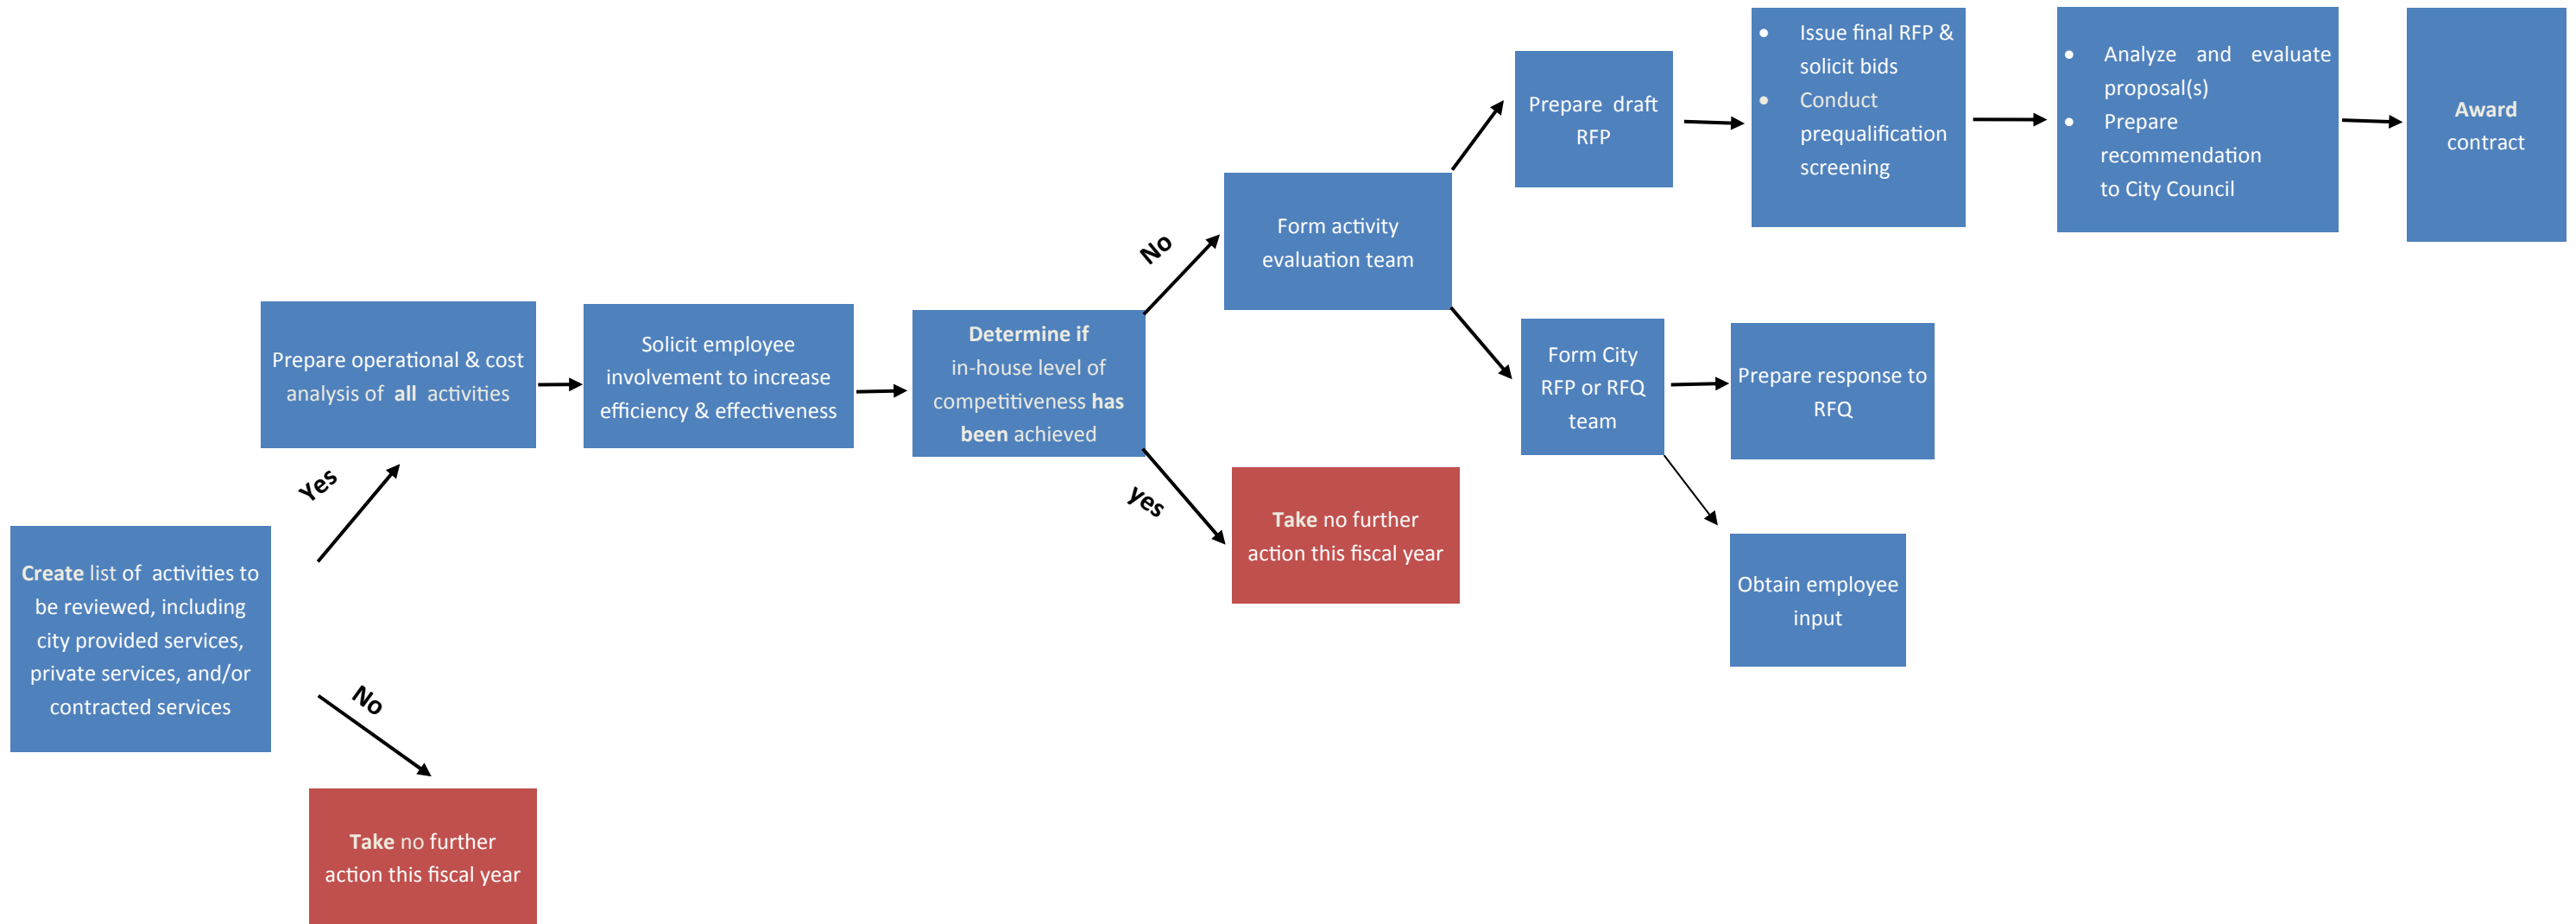 Create list of activities to
be reviewed, including
city provided services,
private services, and/or
contracted services
Yes
No
Take no further
action this fiscal year
Prepare operational & cost
analysis of all activities
Solicit employee
involvement to increase
efficiency & effectiveness
Determine if
in-house level of
competitiveness has
been achieved
No
yes
Take no further
action this fiscal year
Form activity
evaluation team
Prepare draft
RFP
• Issue final RFP &
solicit bids
• Conduct
prequalification
screening
• Analyze and evaluate
proposal(s)
• Prepare
recommendation
to City Council
Award
contract
Form City
RFP or RFQ
team
Prepare response to
RFQ
Obtain employee
input